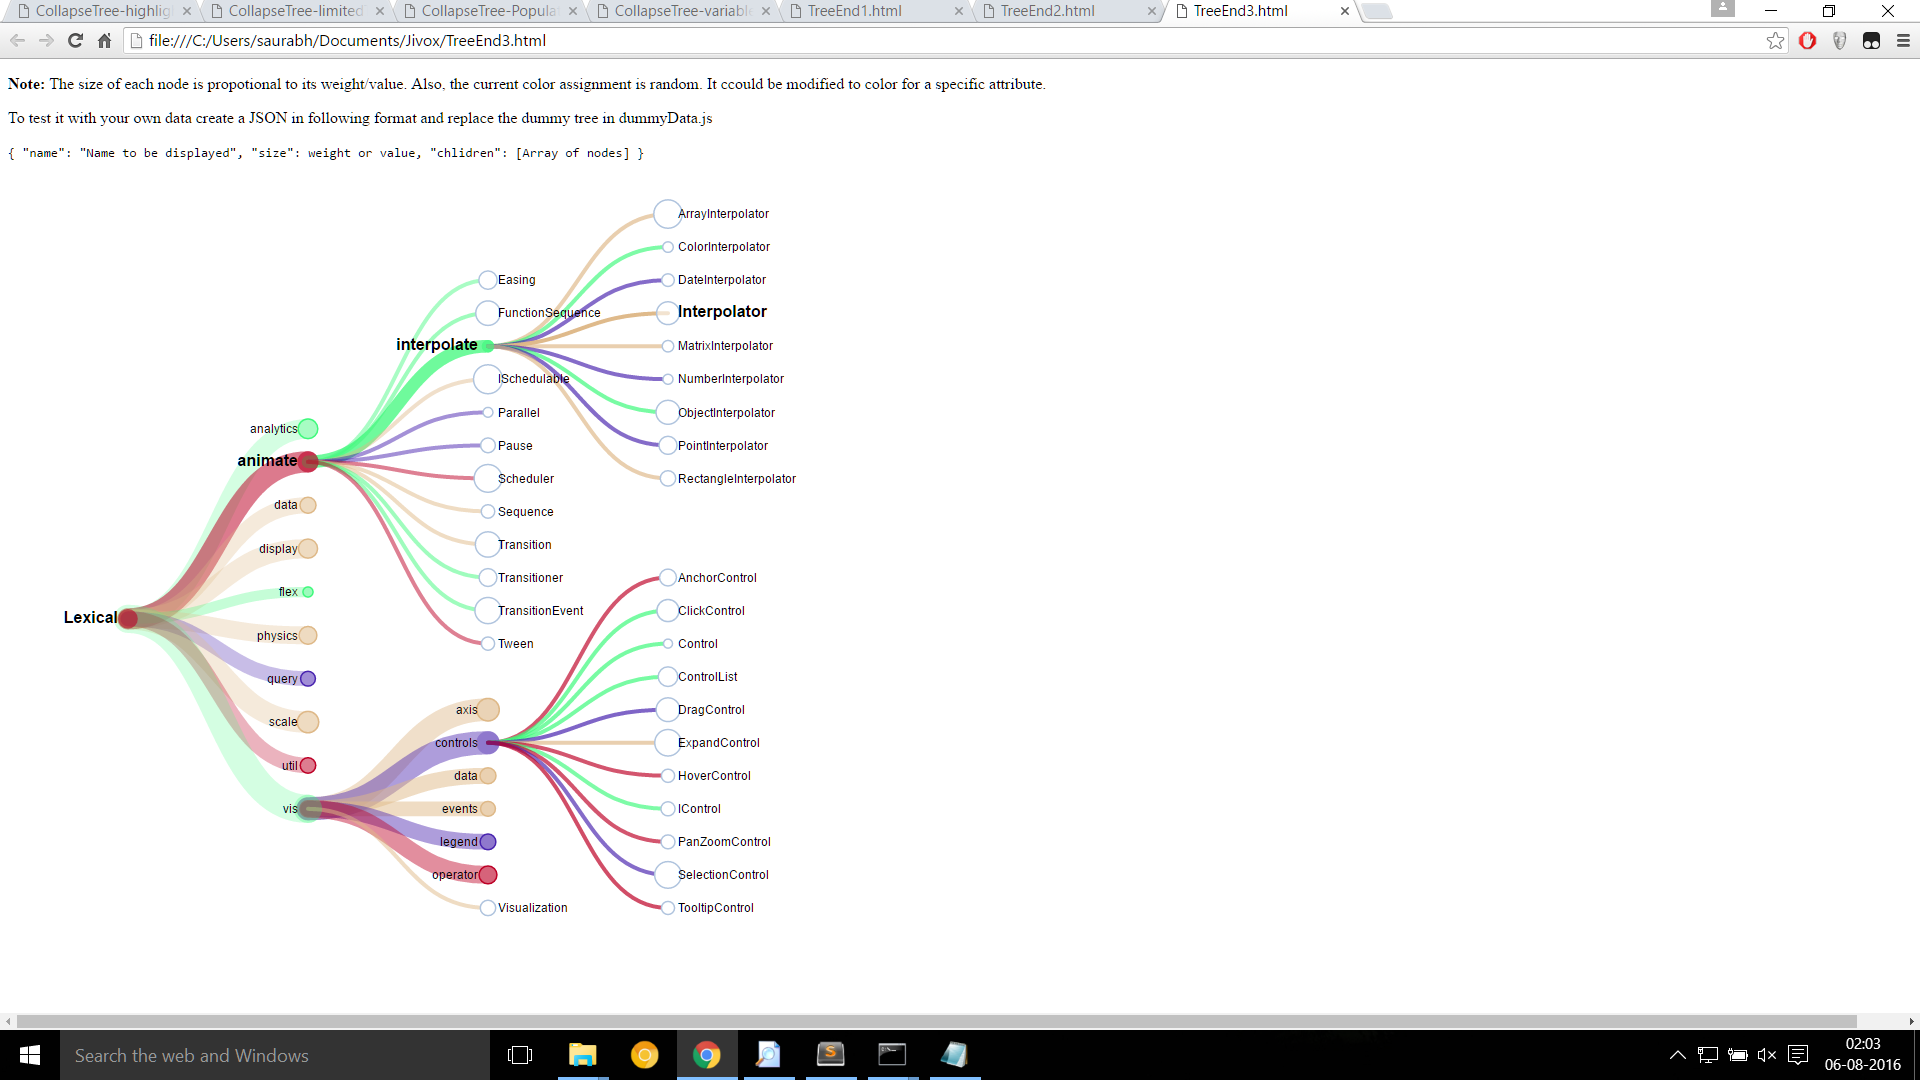 CollapseTree-highlig
CollapseTree-limited
CollapseTree-Popula
CollapseTree-variabl
TreeEnd1.html
TreeEnd2.html
TreeEnd3.html
file:///C:/Users/saurabh/Documents/Jivox/TreeEnd3.html
Note: The size of each node is propotional to its weight/value. Also, the current color assignment is random. It ccould be modified to color for a specific attribute.
To test it with your own data create a JSON in following format and replace the dummy tree in dummyData.js
{ "name": "Name to be displayed", "size": weight or value, "chlidren": [Array of nodes] }
Lexical
analytics
animate
data
display
flex
physics
query
scale
util
vis
Easing
FunctionSequence
interpolate
ISchedulable
Parallel
Pause
Scheduler
Sequence
Transition
Transitioner
TransitionEvent
Tween
axis
controls
data
events
legend
operator
Visualization
ArrayInterpolator
ColorInterpolator
DateInterpolator
Interpolator
MatrixInterpolator
NumberInterpolator
ObjectInterpolator
PointInterpolator
RectangleInterpolator
AnchorControl
ClickControl
Control
ControlList
DragControl
ExpandControl
HoverControl
IControl
PanZoomControl
SelectionControl
TooltipControl
Search the web and Windows
02:03
06-08-2016